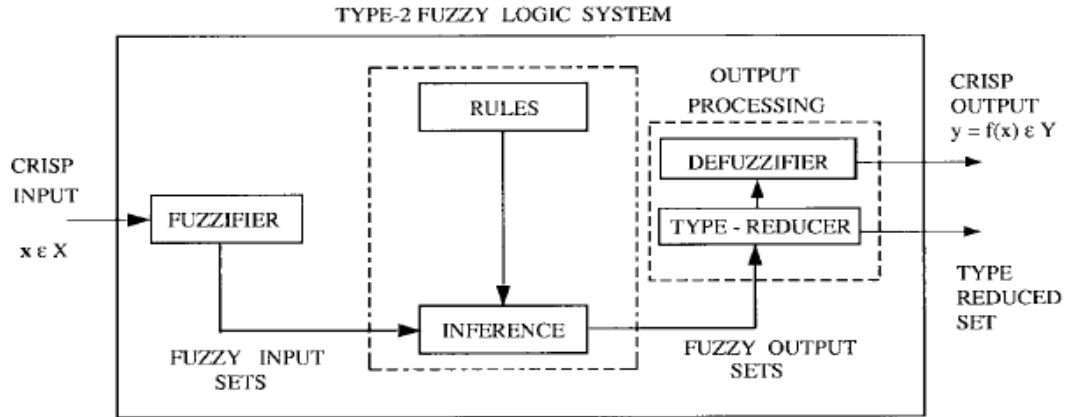 TYPE-2 FUZZY LOGIC SYSTEM
OUTPUT
PROCESSING
RULES
CRISP
OUTPUT
y = f(x) ε Y
CRISP
INPUT
x ε X
FUZZIFIER
DEFUZZIFIER
TYPE - REDUCER
INFERENCE
FUZZY INPUT
SETS
FUZZY OUTPUT
SETS
TYPE
REDUCED
SET